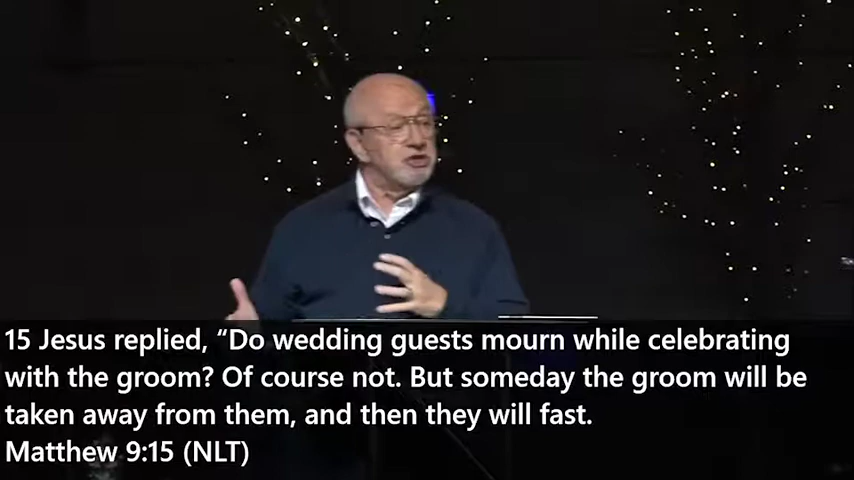 15 Jesus replied, “Do wedding guests mourn while celebrating
with the groom? Of course not. But someday the groom will be
taken away from them, and then they will fast.
Matthew 9:15 (NLT)